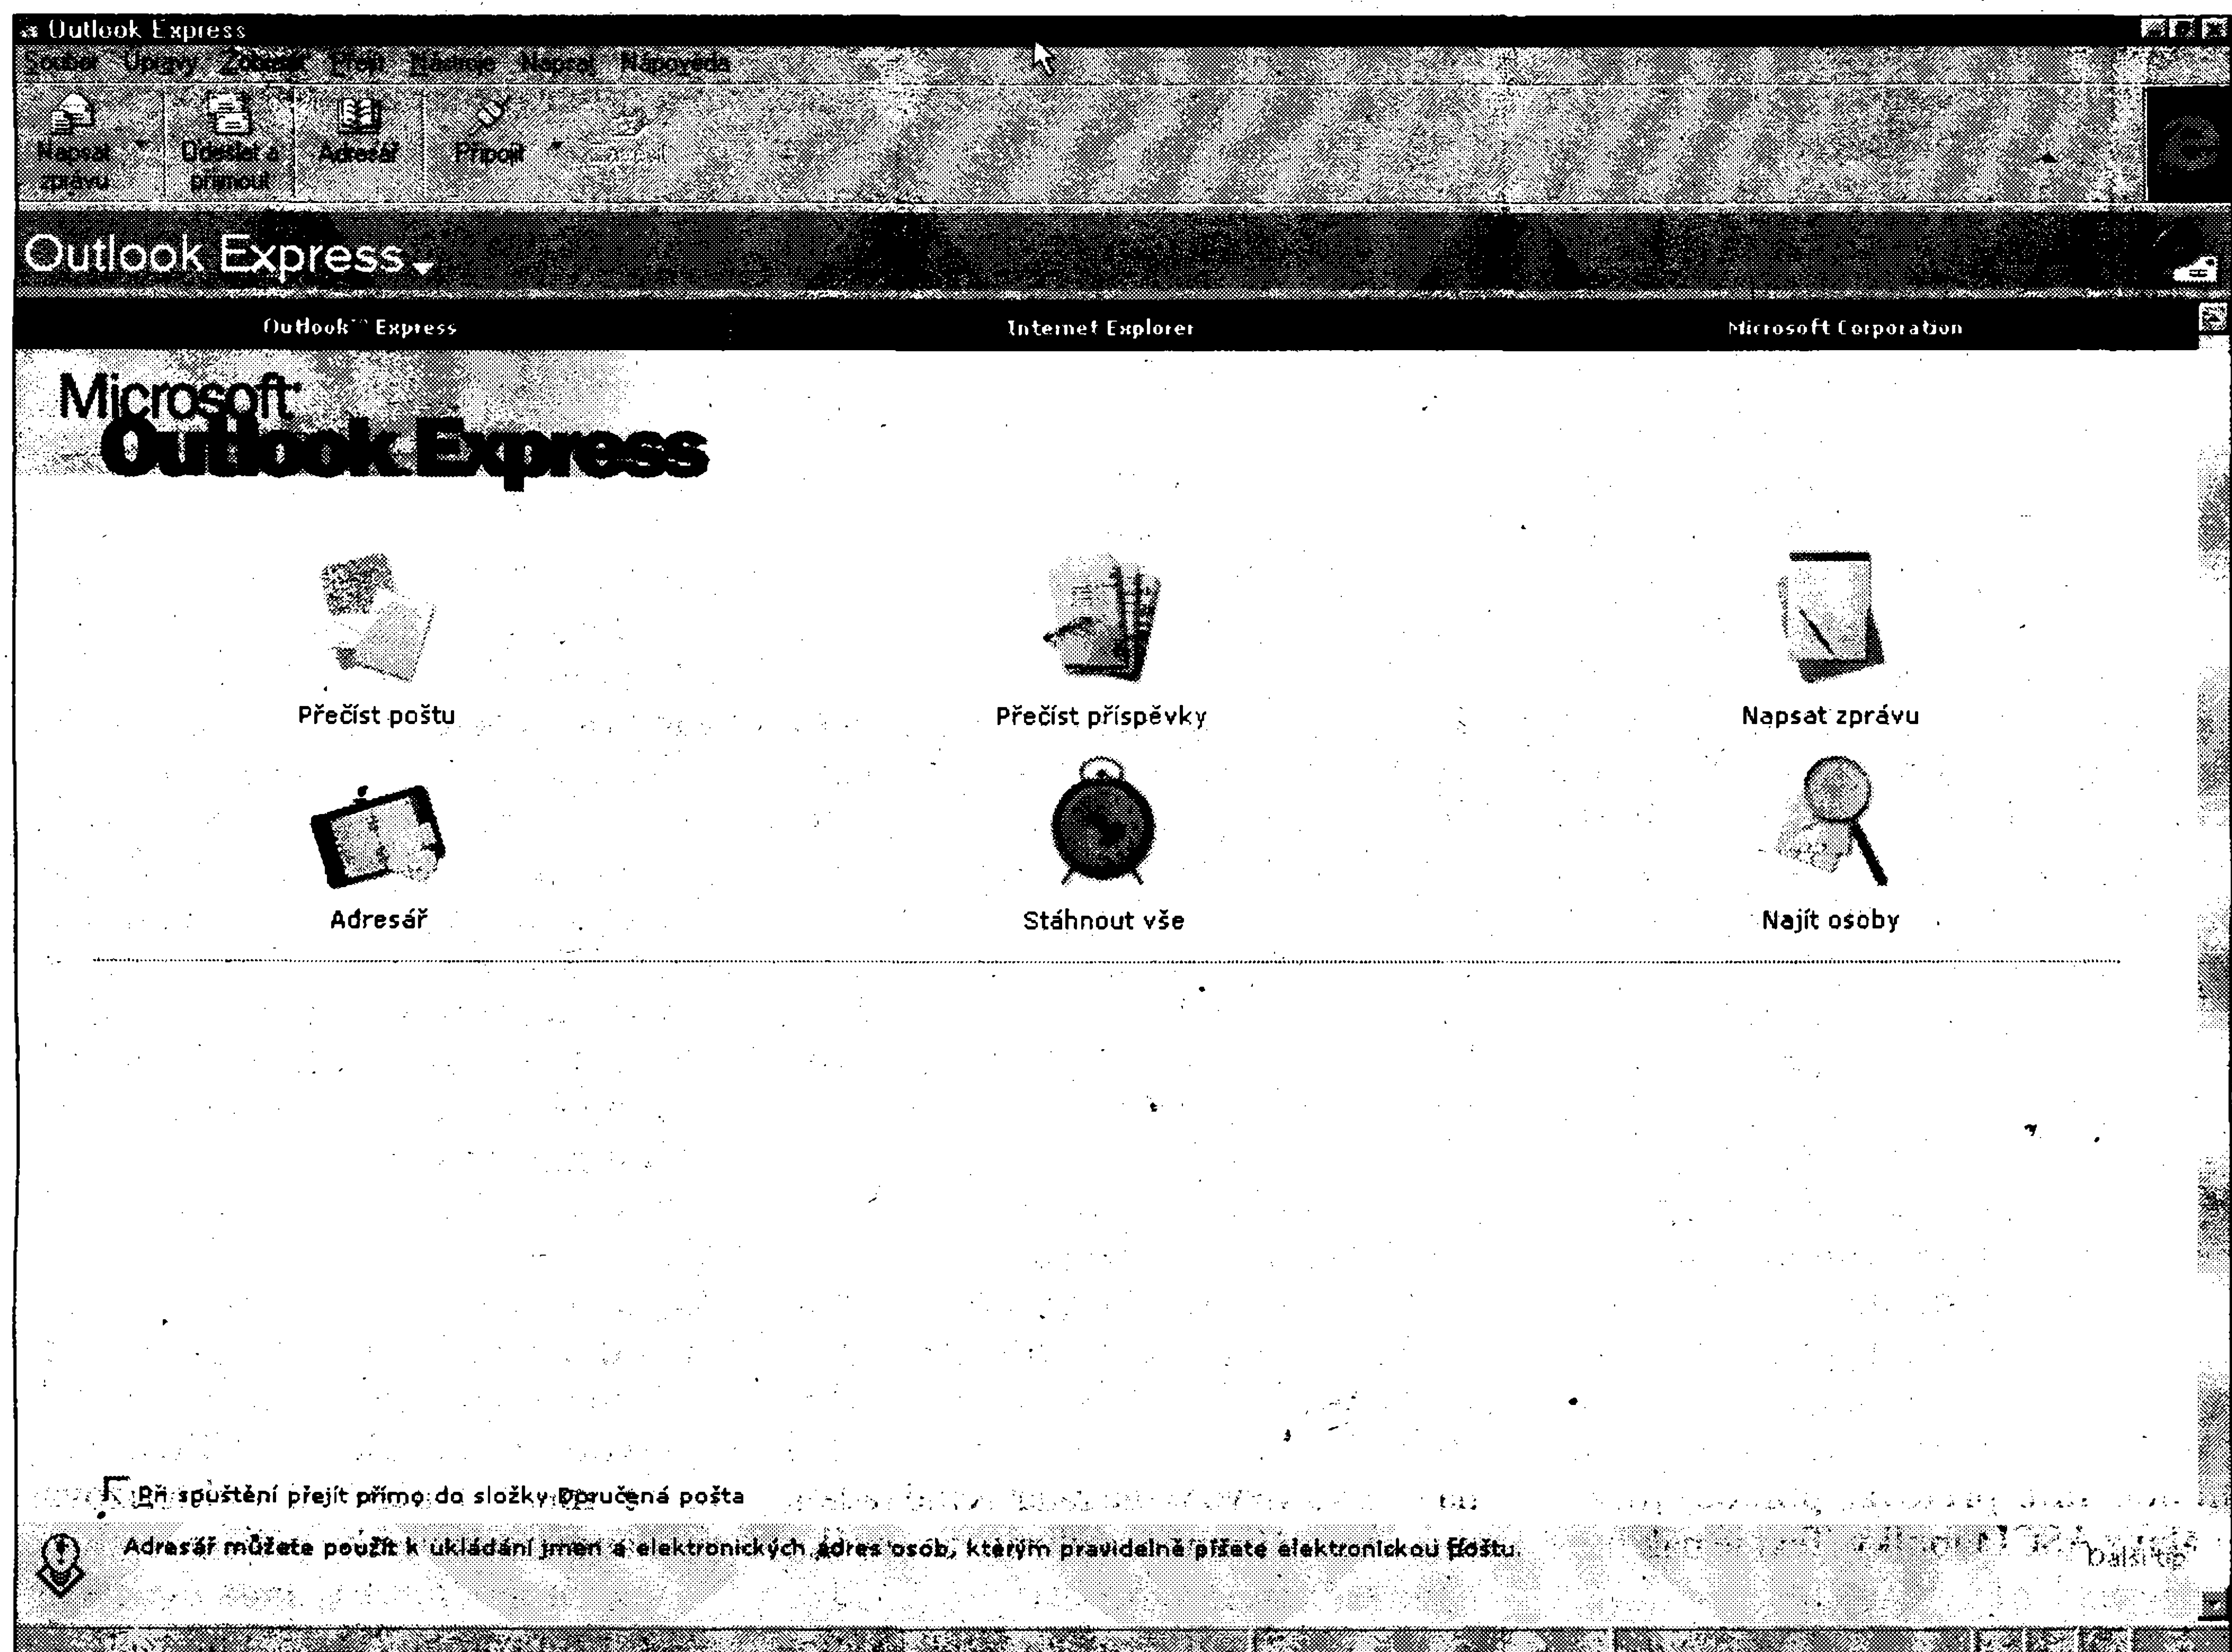 Outlook Express
Soubor Úpravy Zobrazit Přejít Nástroje Napsat Nápověda
Napsat zprávu
Odeslat a přijmout
Adresář
Připojit
Outlook Express
Outlook™ Express
Internet Explorer
Microsoft Corporation
Microsoft
Outlook Express
Přečíst poštu
Přečíst příspěvky
Napsat zprávu
Adresář
Stáhnout vše
Najít osoby
Při spuštění přejít přímo do složky Doručená pošta
Adresář můžete použít k ukládání jmen a elektronických adres osob, kterým pravidelně píšete elektronickou poštu.
Další tip